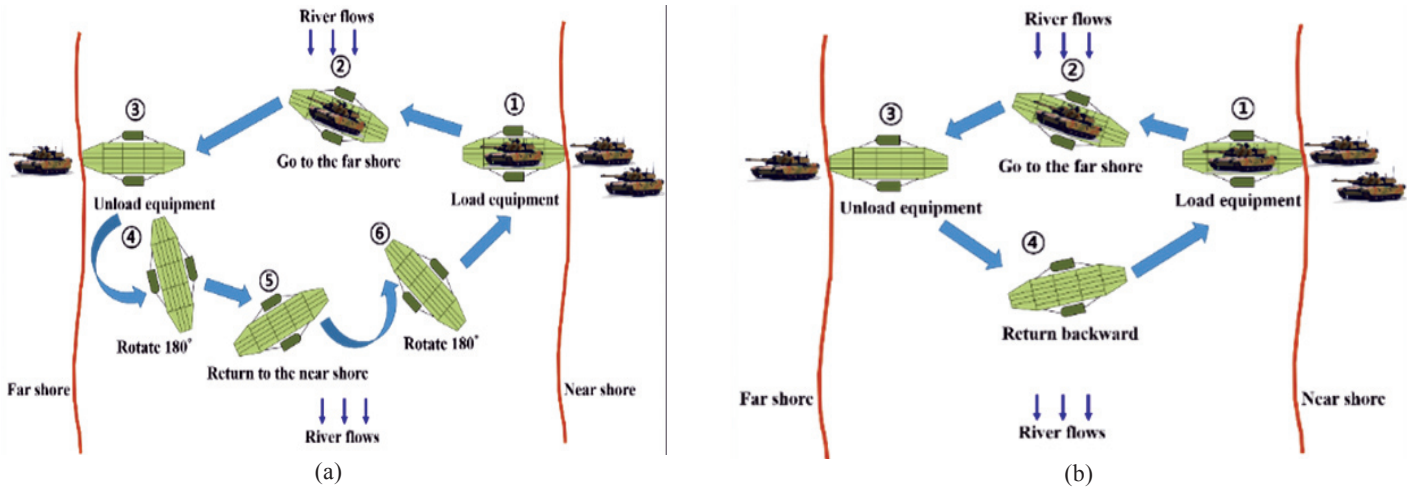 River flows
②
③
①
Go to the far shore
Unload equipment
Load equipment
④
⑥
⑤
Rotate 180°
Rotate 180°
Return to the near shore
Far shore
Near shore
River flows
(a)
River flows
②
③
①
Go to the far shore
Unload equipment
Load equipment
④
Return backward
Far shore
Near shore
River flows
(b)